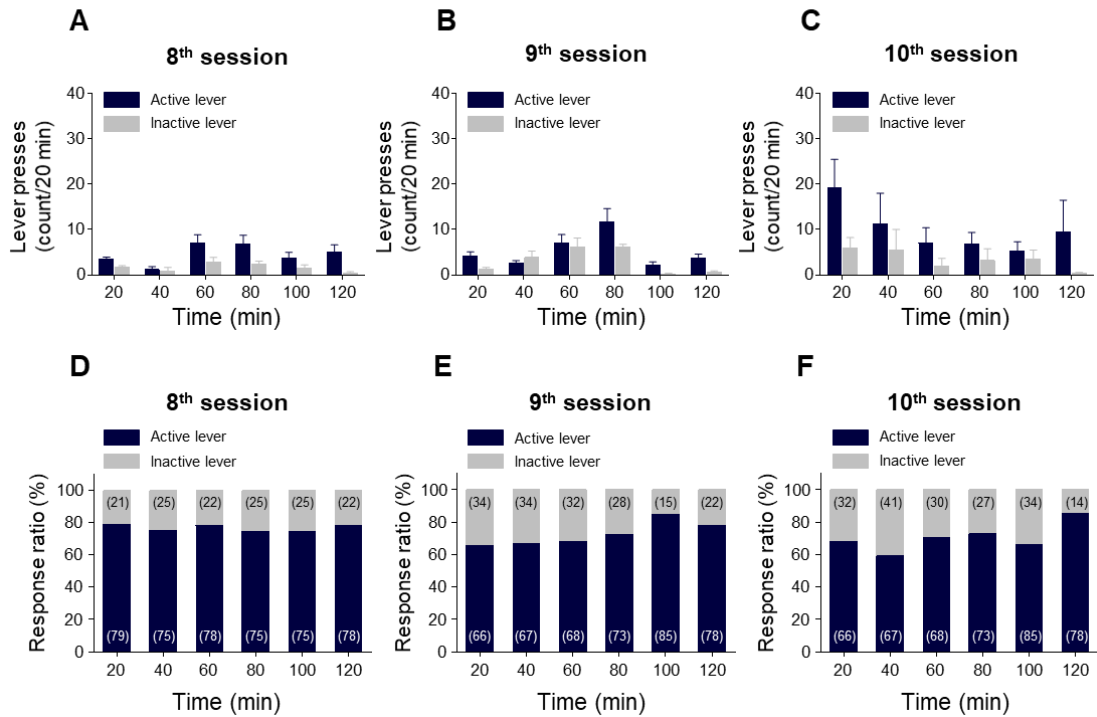 A
8th session
Active lever
Inactive lever
Lever presses
(count/20 min)
40
30
20
10
0
20 40 60 80 100 120
Time (min)
B
9th session
Active lever
Inactive lever
Lever presses
(count/20 min)
40
30
20
10
0
20 40 60 80 100 120
Time (min)
C
10th session
Active lever
Inactive lever
Lever presses
(count/20 min)
40
30
20
10
0
20 40 60 80 100 120
Time (min)
D
8th session
Active lever
Inactive lever
Response ratio (%)
100
80
60
40
20
0
(21) (25) (22) (25) (25) (22)
(79) (75) (78) (75) (75) (78)
20 40 60 80 100 120
Time (min)
E
9th session
Active lever
Inactive lever
Response ratio (%)
100
80
60
40
20
0
(34) (34) (32) (28) (15) (22)
(66) (67) (68) (73) (85) (78)
20 40 60 80 100 120
Time (min)
F
10th session
Active lever
Inactive lever
Response ratio (%)
100
80
60
40
20
0
(32) (41) (30) (27) (34) (14)
(66) (67) (68) (73) (85) (78)
20 40 60 80 100 120
Time (min)